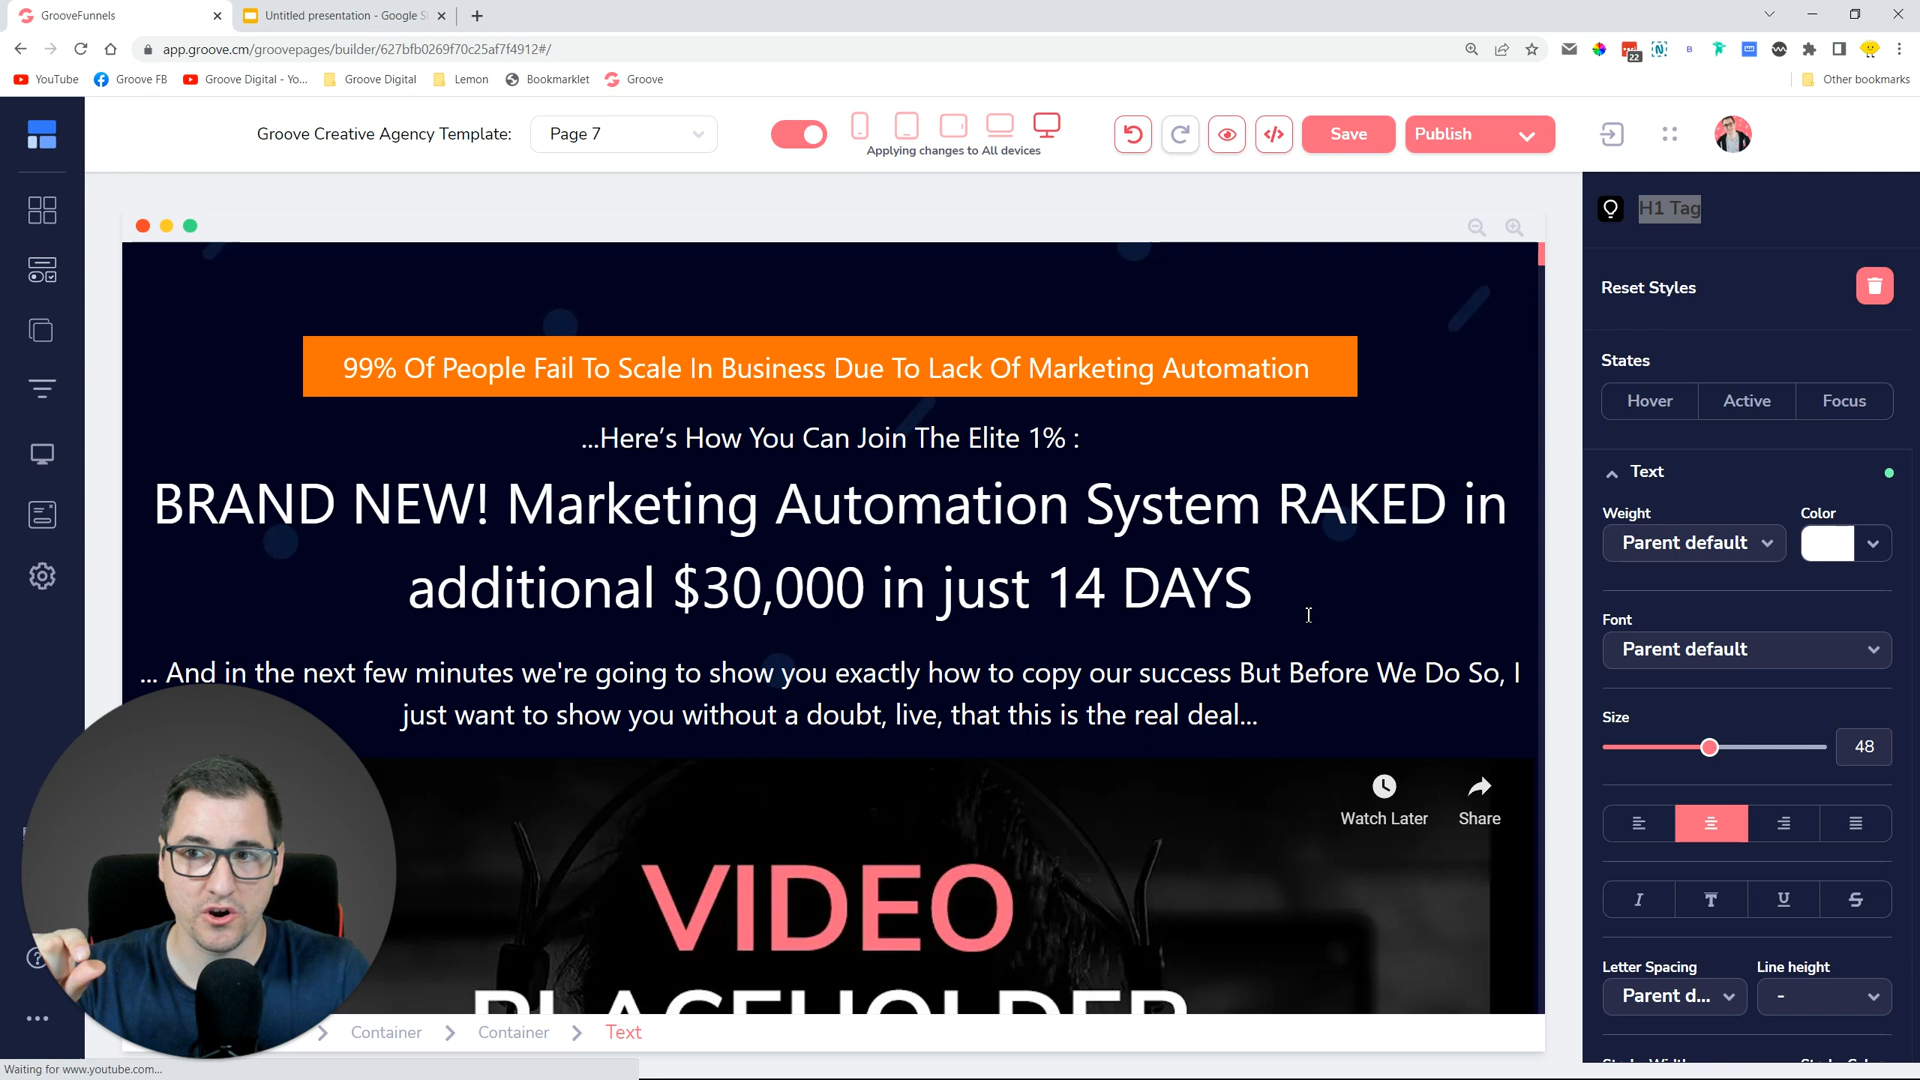 GrooveFunnels
Untitled presentation - Google S
app.groove.cm/groovepages/builder/627bfb0269f70c25af7f4912#/
22
YouTube
Groove FB
Groove Digital - Yo...
Groove Digital
Lemon
Bookmarklet
Groove
Other bookmarks
Groove Creative Agency Template:
Page 7
Applying changes to All devices
Save
Publish
H1 Tag
Reset Styles
States
Hover
Active
Focus
Text
Weight
Color
Parent default
Font
Parent default
Size
48
Letter Spacing
Line height
Parent d...
-
99% Of People Fail To Scale In Business Due To Lack Of Marketing Automation
...Here’s How You Can Join The Elite 1% :
BRAND NEW! Marketing Automation System RAKED in
additional $30,000 in just 14 DAYS
... And in the next few minutes we're going to show you exactly how to copy our success But Before We Do So, I
just want to show you without a doubt, live, that this is the real deal...
Watch Later
Share
VIDEO
PLACEHOLDER
Container
Container
Text
Waiting for www.youtube.com...